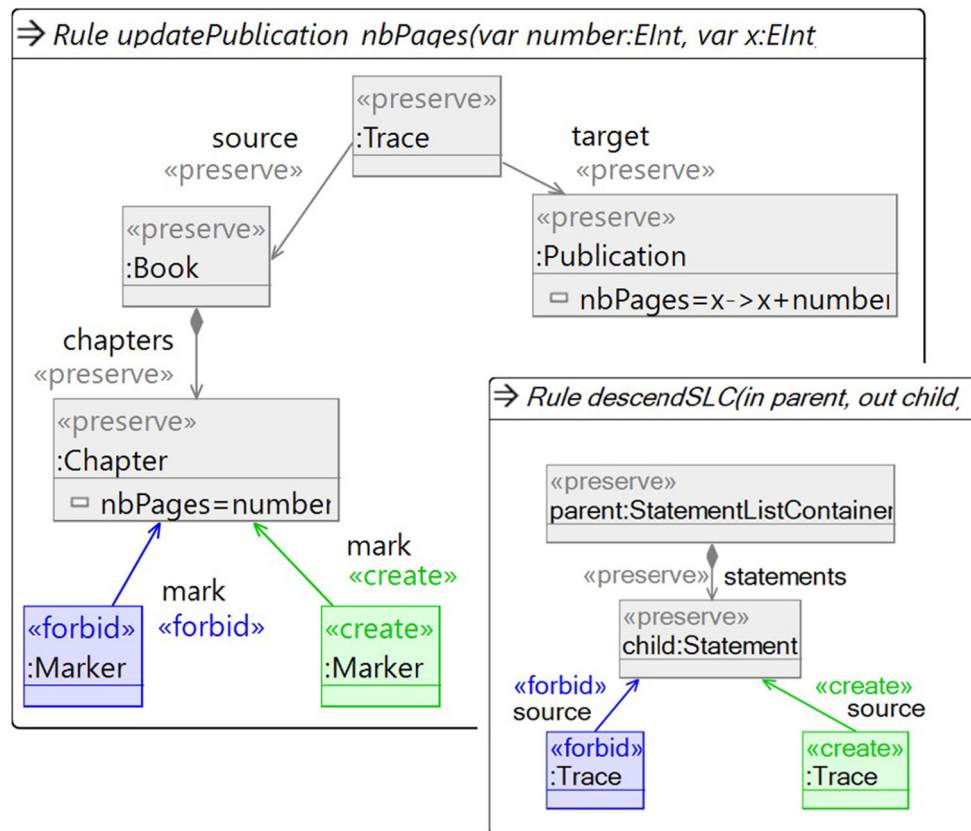 ⇒ Rule updatePublication_nbPages(var number:EInt, var x:EInt
«preserve»
:Trace
source
«preserve»
target
«preserve»
«preserve»
:Book
«preserve»
:Publication
nbPages=x->x+number
chapters
«preserve»
«preserve»
:Chapter
nbPages=number
mark
«forbid»
mark
«create»
«forbid»
:Marker
«create»
:Marker
⇒ Rule descendSLC(in parent, out child
«preserve»
parent:StatementListContainer
«preserve» statements
«preserve»
child:Statement
«forbid»
source
«create»
source
«forbid»
:Trace
«create»
:Trace